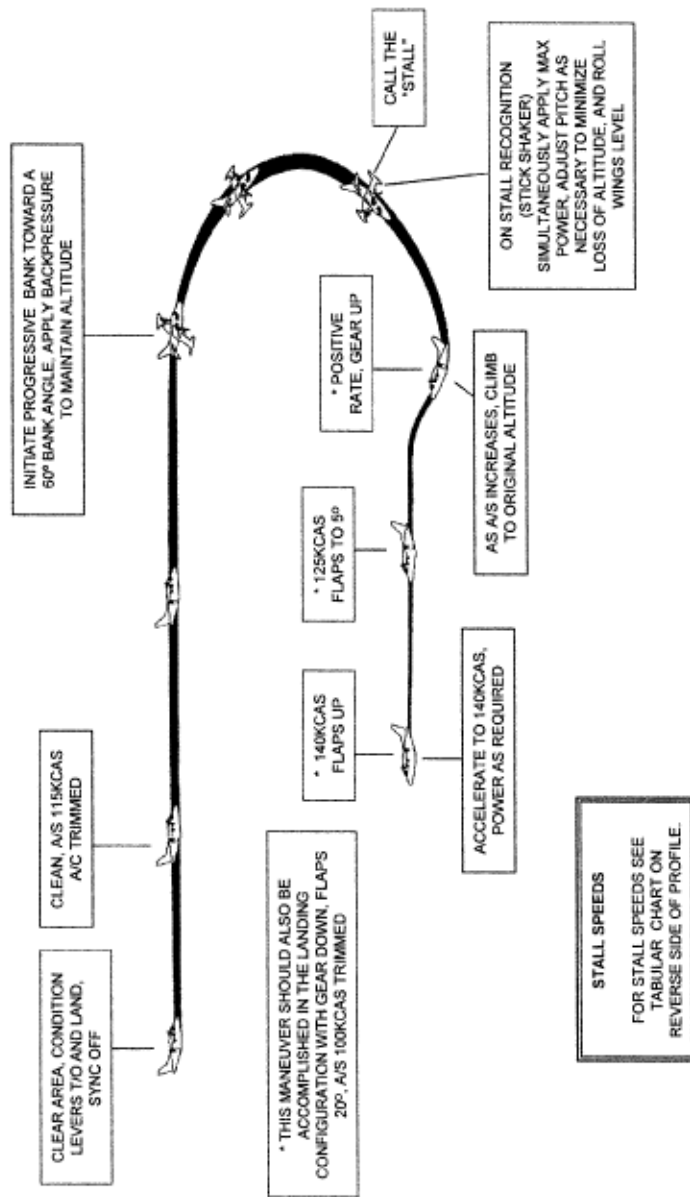 CLEAR AREA, CONDITION
LEVERS T/O AND LAND,
SYNC OFF
CLEAN, A/S 115KCAS
A/C TRIMMED
INITIATE PROGRESSIVE BANK TOWARD A
60º BANK ANGLE, APPLY BACKPRESSURE
TO MAINTAIN ALTITUDE
CALL THE
"STALL"
ON STALL RECOGNITION
(STICK SHAKER)
SIMULTANEOUSLY APPLY MAX
POWER, ADJUST PITCH AS
NECESSARY TO MINIMIZE
LOSS OF ALTITUDE, AND ROLL
WINGS LEVEL
* POSITIVE
RATE, GEAR UP
AS A/S INCREASES, CLIMB
TO ORIGINAL ALTITUDE
* 125KCAS
FLAPS TO 5º
* 140KCAS
FLAPS UP
ACCELERATE TO 140KCAS,
POWER AS REQUIRED
* THIS MANEUVER SHOULD ALSO BE
ACCOMPLISHED IN THE LANDING
CONFIGURATION WITH GEAR DOWN, FLAPS
20º, A/S 100KCAS TRIMMED
STALL SPEEDS
FOR STALL SPEEDS SEE
TABULAR CHART ON
REVERSE SIDE OF PROFILE.